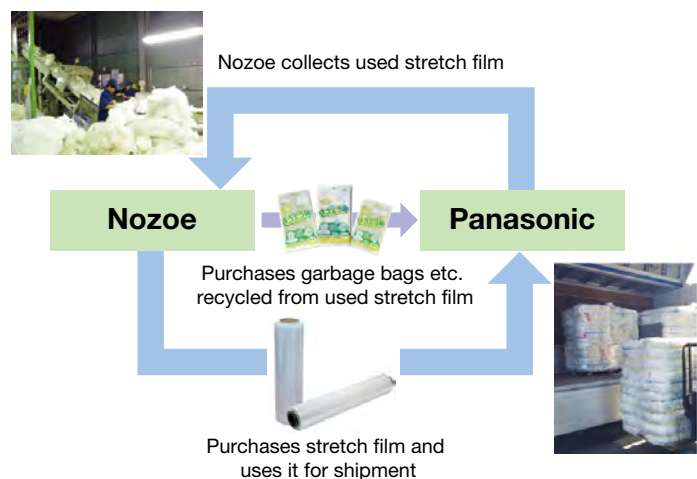 Nozoe collects used stretch film
Nozoe
Panasonic
Purchases garbage bags etc.
recycled from used stretch film
Purchases stretch film and
uses it for shipment